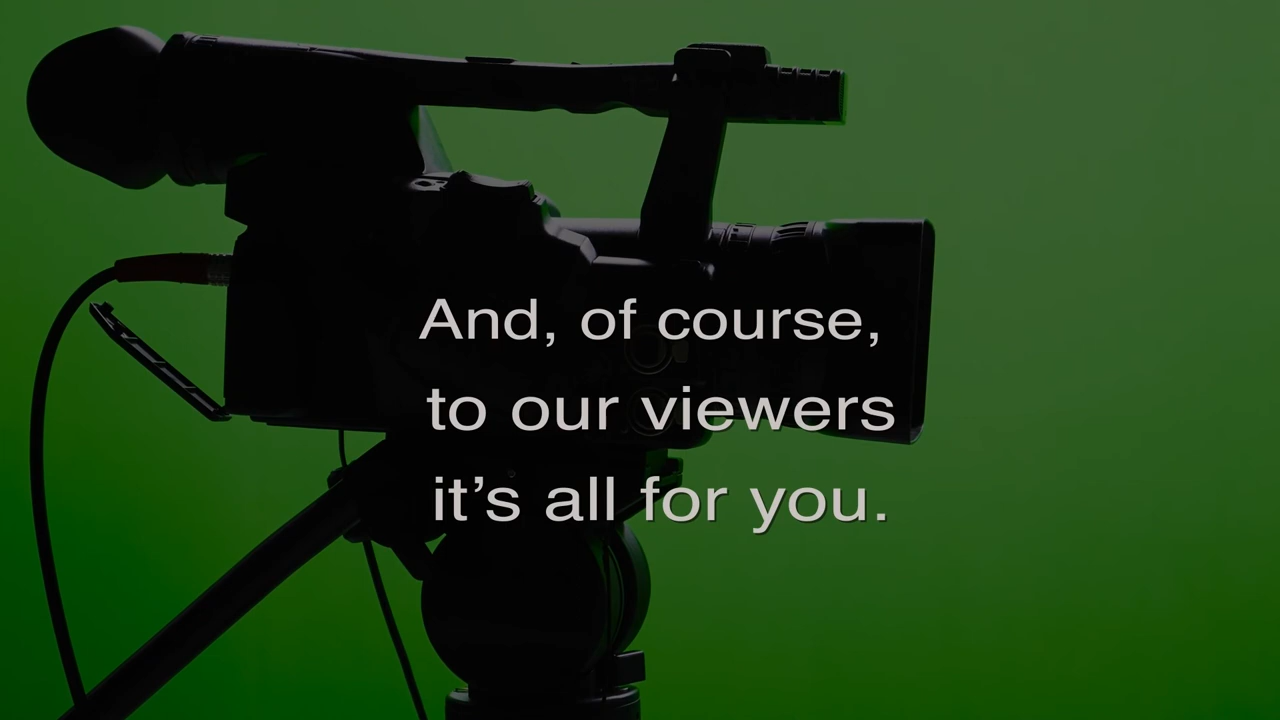 And, of course,
to our viewers
it’s all for you.